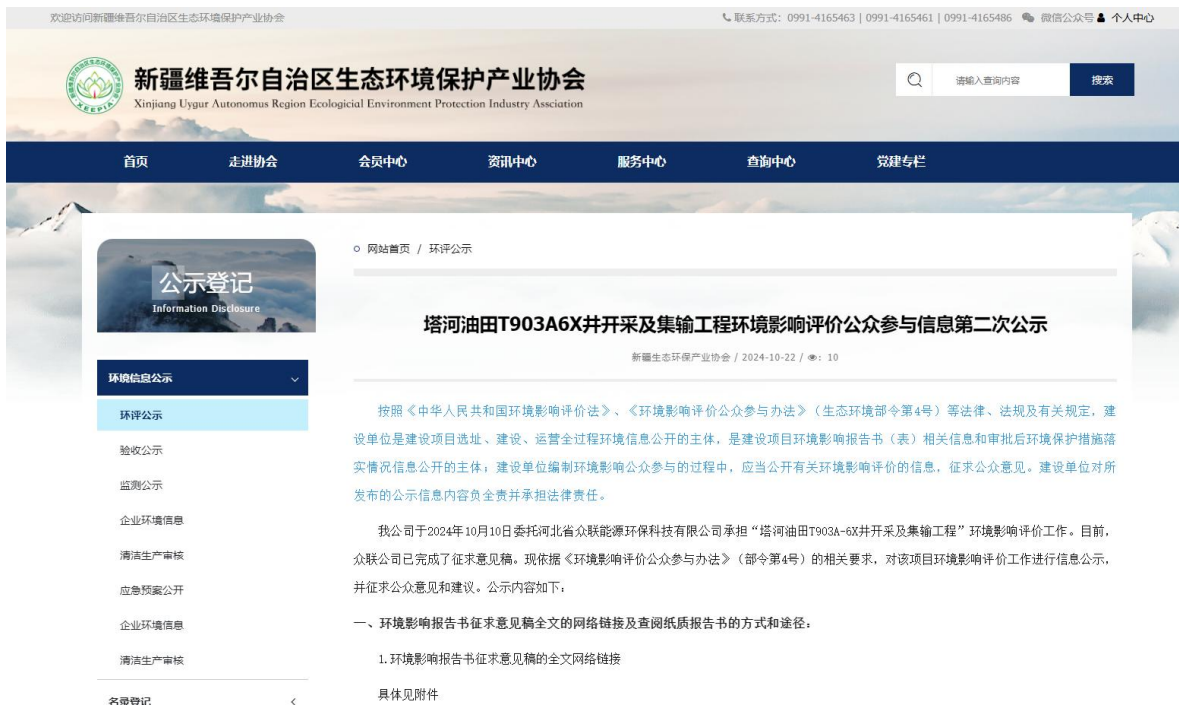 欢迎访问新疆维吾尔自治区生态环境保护产业协会
联系方式：0991-4165463 | 0991-4165461 | 0991-4165486 微信公众号 个人中心
新疆维吾尔自治区生态环境保护产业协会
Xinjiang Uygur Autonomus Region Ecologicial Environment Protection Industry Assciation
XEEPIA
请输入查询内容
搜索
首页 走进协会 会员中心 资讯中心 服务中心 查询中心 党建专栏
公示登记
Information Disclosure
环境信息公示
环评公示
验收公示
监测公示
企业环境信息
清洁生产审核
应急预案公开
企业环境信息
清洁生产审核
名录登记
网站首页 / 环评公示
塔河油田T903A6X井开采及集输工程环境影响评价公众参与信息第二次公示
新疆生态环保产业协会 / 2024-10-22 / : 10
按照《中华人民共和国环境影响评价法》、《环境影响评价公众参与办法》（生态环境部令第4号）等法律、法规及有关规定，建
设单位是建设项目选址、建设、运营全过程环境信息公开的主体，是建设项目环境影响报告书（表）相关信息和审批后环境保护措施落
实情况信息公开的主体；建设单位编制环境影响公众参与的过程中，应当公开有关环境影响评价的信息，征求公众意见。建设单位对所
发布的公示信息内容负全责并承担法律责任。
我公司于2024年10月10日委托河北省众联能源环保科技有限公司承担“塔河油田T903A-6X井开采及集输工程”环境影响评价工作。目前，
众联公司已完成了征求意见稿。现依据《环境影响评价公众参与办法》（部令第4号）的相关要求，对该项目环境影响评价工作进行信息公示，
并征求公众意见和建议。公示内容如下：
一、环境影响报告书征求意见稿全文的网络链接及查阅纸质报告书的方式和途径：
1.环境影响报告书征求意见稿的全文网络链接
具体见附件